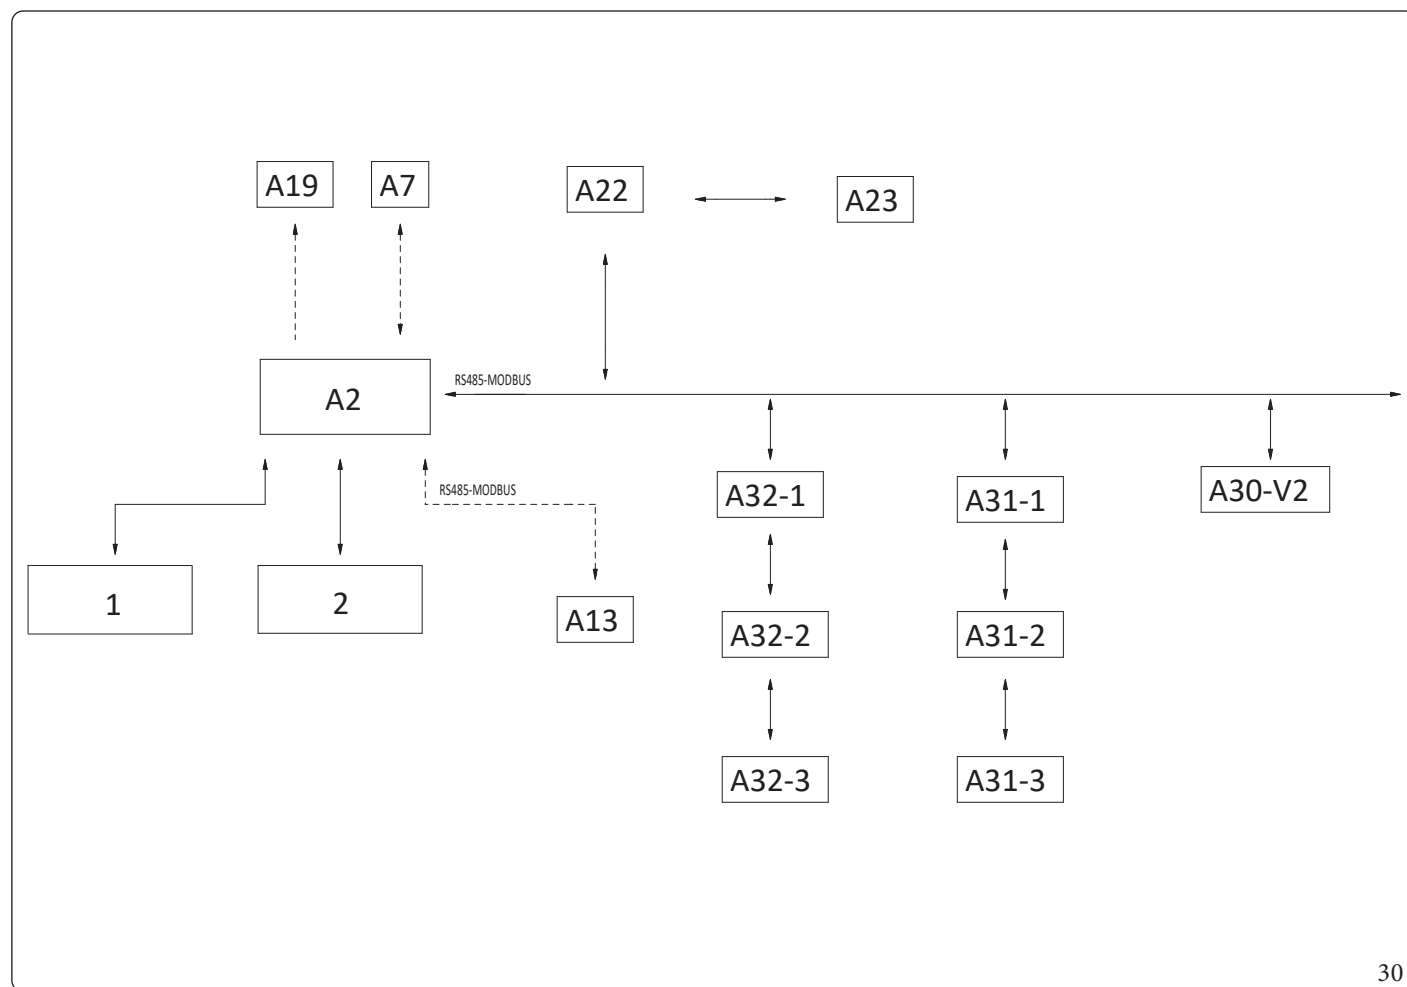 A19
A7
A22
A23
A2
RS485-MODBUS
RS485-MODBUS
A32-1
A31-1
A30-V2
1
2
A13
A32-2
A31-2
A32-3
A31-3
30